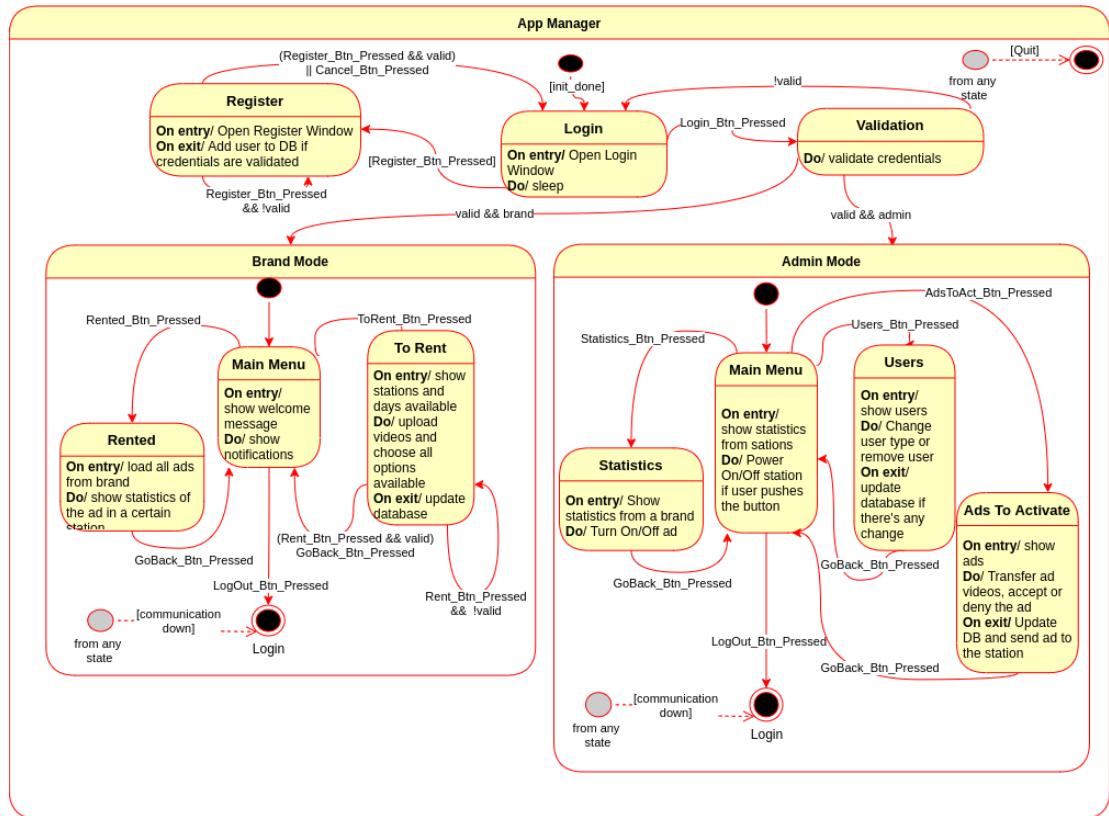 App Manager
(Register_Btn_Pressed && valid)
|| Cancel_Btn_Pressed
[init_done]
[Quit]
from any
state
!valid
Register
On entry/ Open Register Window
On exit/ Add user to DB if
credentials are validated
[Register_Btn_Pressed]
Register_Btn_Pressed
&& !valid
Login
On entry/ Open Login
Window
Do/ sleep
Login_Btn_Pressed
Validation
Do/ validate credentials
valid && brand
valid && admin
Brand Mode
Rented_Btn_Pressed
ToRent_Btn_Pressed
Main Menu
On entry/
show welcome
message
Do/ show
notifications
To Rent
On entry/ show
stations and
days available
Do/ upload
videos and
choose all
options
available
On exit/ update
database
Rented
On entry/ load all ads
from brand
Do/ show statistics of
the ad in a certain
station
GoBack_Btn_Pressed
(Rent_Btn_Pressed && valid)
GoBack_Btn_Pressed
LogOut_Btn_Pressed
Rent_Btn_Pressed
&& !valid
[communication
down]
from any
state
Login
Admin Mode
AdsToAct_Btn_Pressed
Statistics_Btn_Pressed
Users_Btn_Pressed
Main Menu
On entry/
show statistics
from sations
Do/ Power
On/Off station
if user pushes
the button
Users
On entry/
show users
Do/ Change
user type or
remove user
On exit/
update
database if
there's any
change
Statistics
On entry/ Show
statistics from a brand
Do/ Turn On/Off ad
Ads To Activate
On entry/ show
ads
Do/ Transfer ad
videos, accept or
deny the ad
On exit/ Update
DB and send ad to
the station
GoBack_Btn_Pressed
GoBack_Btn_Pressed
LogOut_Btn_Pressed
GoBack_Btn_Pressed
[communication
down]
from any
state
Login